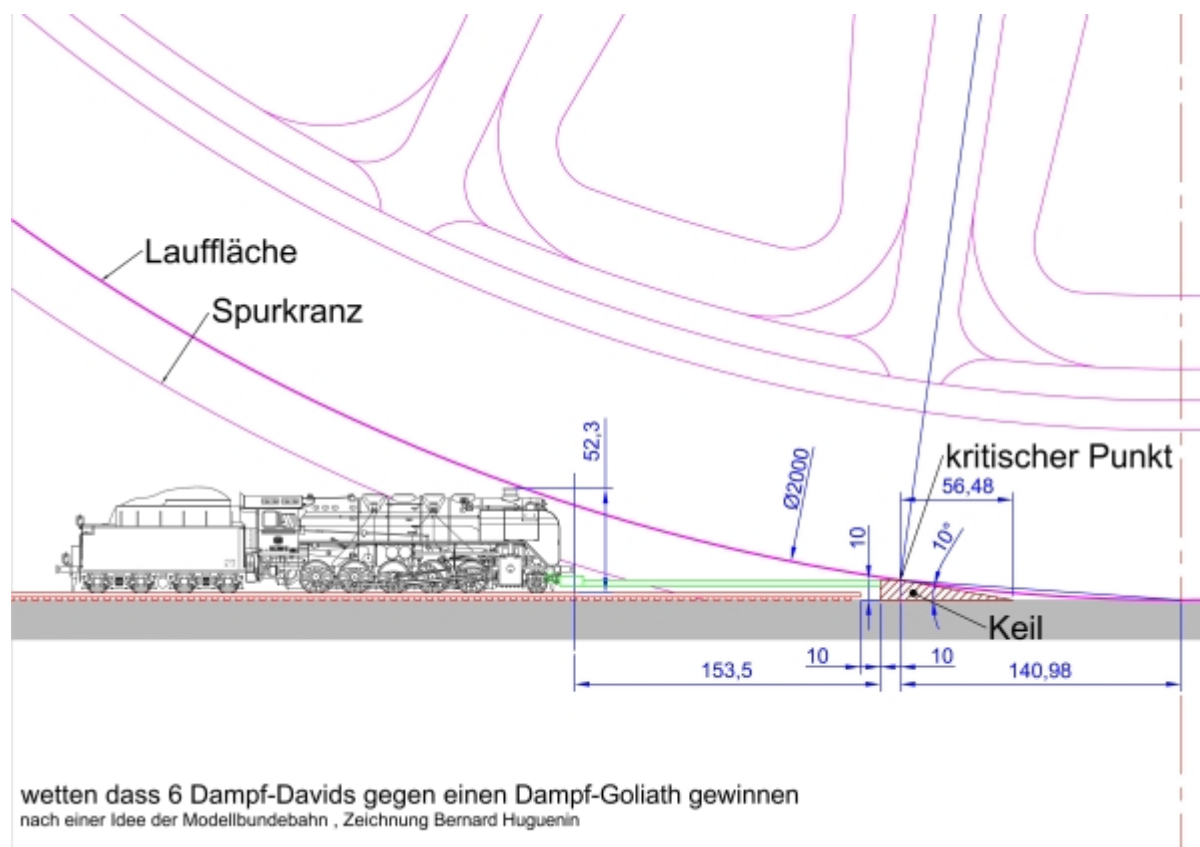 Lauffläche
Spurkranz
52,3
Ø2000
kritischer Punkt
56,48
10
10°
Keil
10
10
153,5
140,98
wetten dass 6 Dampf-Davids gegen einen Dampf-Goliath gewinnen
nach einer Idee der Modellbundebahn , Zeichnung Bernard Huguenin